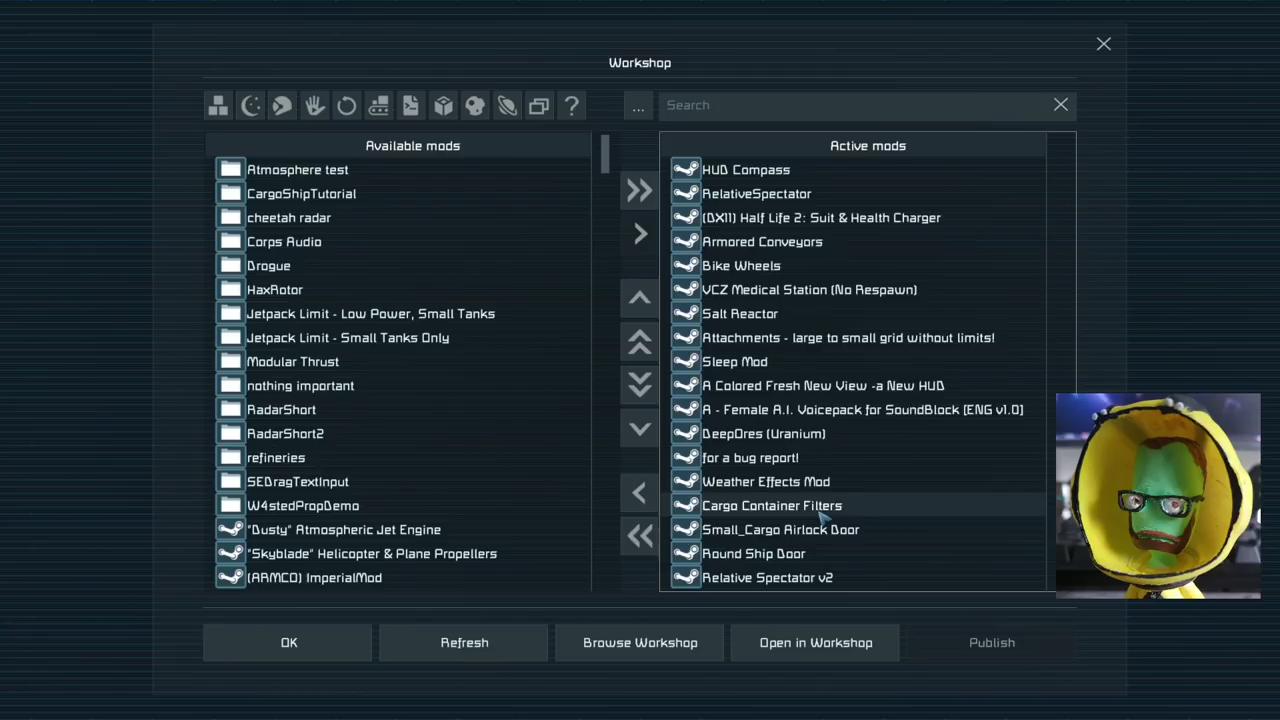 Workshop
...
Search
?
Available mods
Atmosphere test
CargoShipTutorial
cheetah radar
Corps Audio
Drogue
HaxRotor
Jetpack Limit - Low Power, Small Tanks
Jetpack Limit - Small Tanks Only
Modular Thrust
nothing important
RadarShort
RadarShort2
refineries
SEDragTextInput
W4stedPropDemo
"Dusty" Atmospheric Jet Engine
"Skyblade" Helicopter & Plane Propellers
(ARMCO) ImperialMod
Active mods
HUD Compass
RelativeSpectator
(DX11) Half Life 2: Suit & Health Charger
Armored Conveyors
Bike Wheels
VCZ Medical Station (No Respawn)
Salt Reactor
Attachments - large to small grid without limits!
Sleep Mod
A Colored Fresh New View -a New HUD
A - Female A.I. Voicepack for SoundBlock [ENG v1.0]
DeepOres (Uranium)
for a bug report!
Weather Effects Mod
Cargo Container Filters
Small_Cargo Airlock Door
Round Ship Door
Relative Spectator v2
OK
Refresh
Browse Workshop
Open in Workshop
Publish